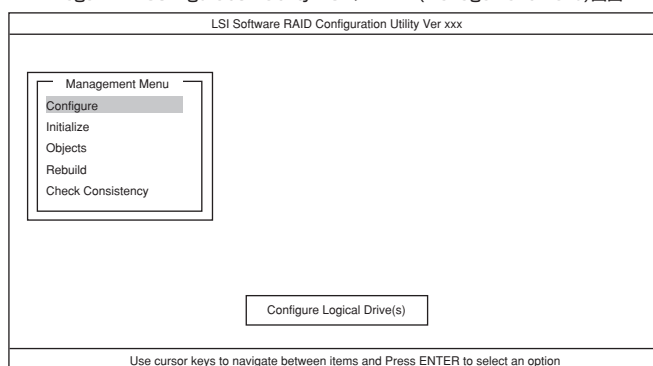 LSI Software RAID Configuration Utility Ver xxx
Management Menu
Configure
Initialize
Objects
Rebuild
Check Consistency
Configure Logical Drive(s)
Use cursor keys to navigate between items and Press ENTER to select an option